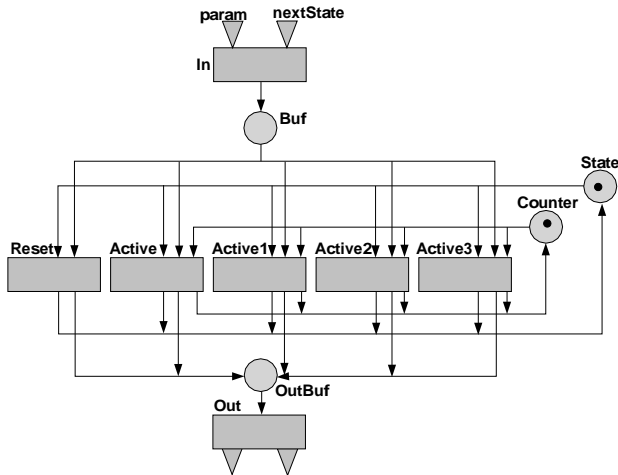 param nextState
In
Buf
State
Counter
Reset Active Active1 Active2 Active3
OutBuf
Out